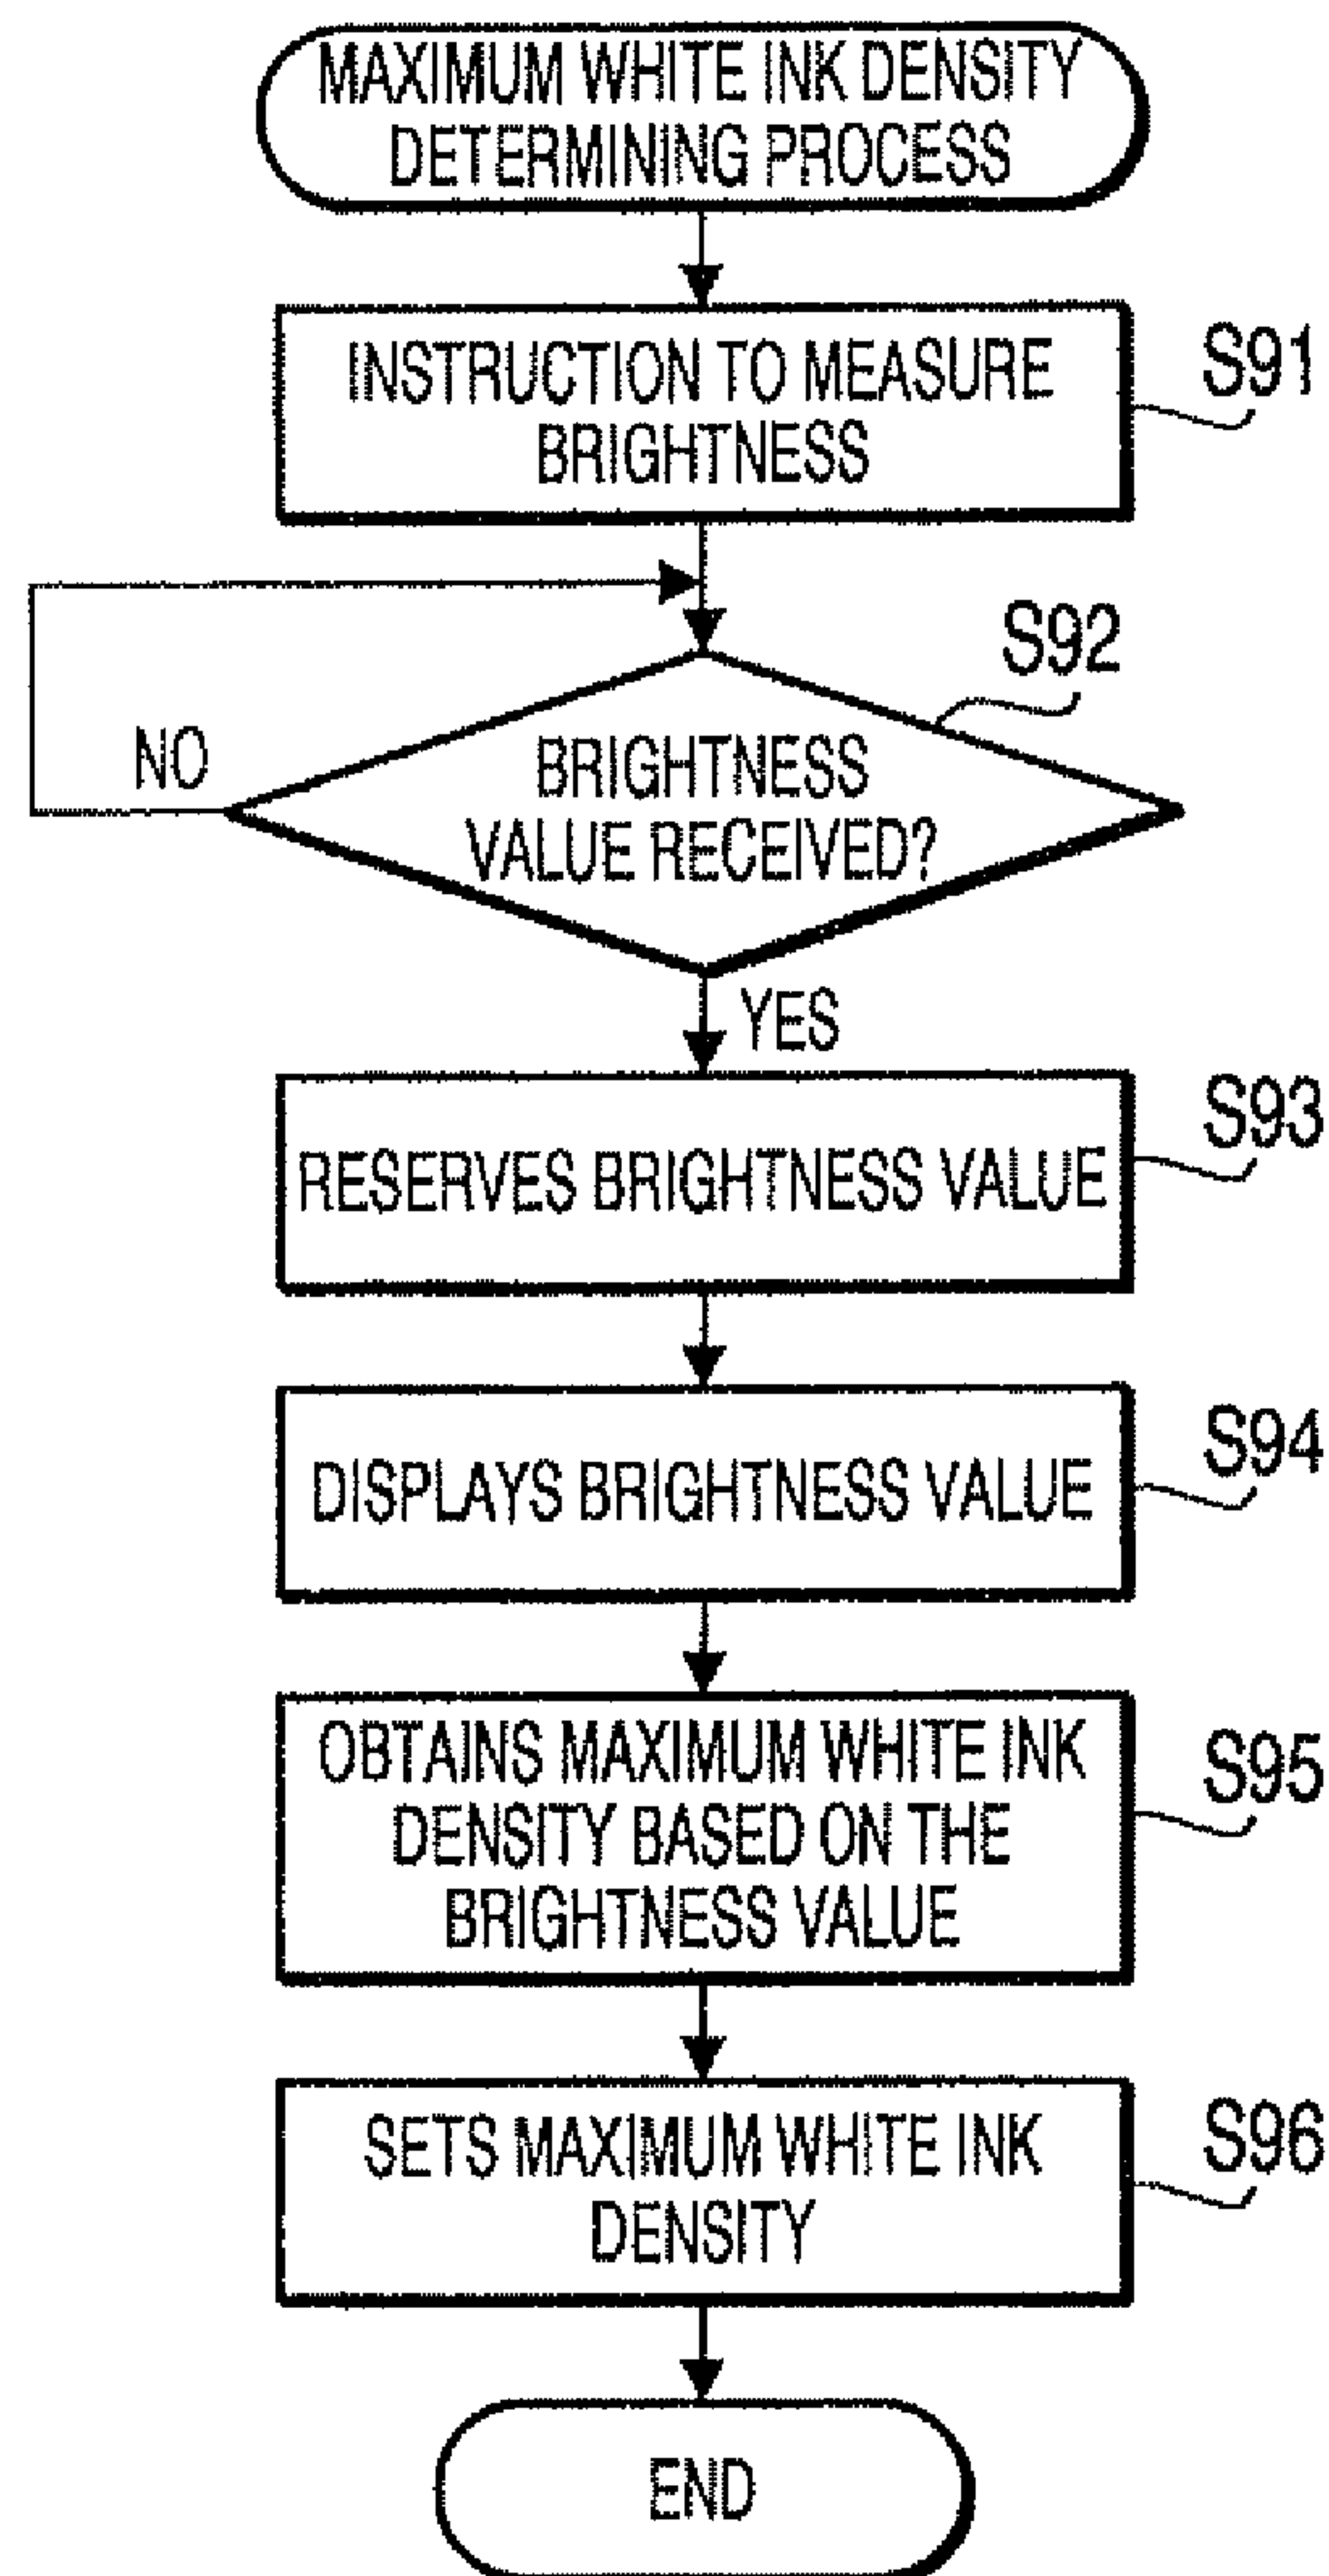 MAXIMUM WHITE INK DENSITY
DETERMINING PROCESS
INSTRUCTION TO MEASURE
BRIGHTNESS
S91
S92
BRIGHTNESS
VALUE RECEIVED?
NO
YES
RESERVES BRIGHTNESS VALUE
S93
DISPLAYS BRIGHTNESS VALUE
S94
OBTAINS MAXIMUM WHITE INK
DENSITY BASED ON THE
BRIGHTNESS VALUE
S95
SETS MAXIMUM WHITE INK
DENSITY
S96
END